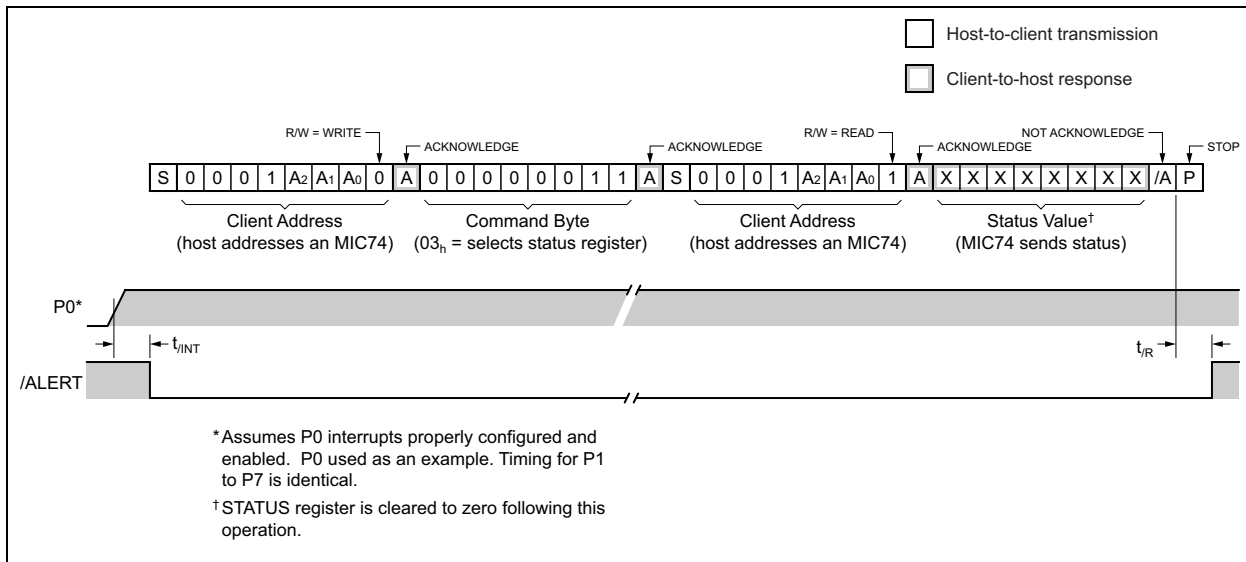 Host-to-client transmission
Client-to-host response
R/W = WRITE
ACKNOWLEDGE
ACKNOWLEDGE
R/W = READ
ACKNOWLEDGE
NOT ACKNOWLEDGE
STOP
S 0 0 0 1 A2 A1 A0 0 A 0 0 0 0 0 0 1 1 A S 0 0 0 1 A2 A1 A0 1 A X X X X X X X X /A P
Client Address
(host addresses an MIC74)
Command Byte
(03h = selects status register)
Client Address
(host addresses an MIC74)
Status Value†
(MIC74 sends status)
P0*
t/INT
t/R
/ALERT
*Assumes P0 interrupts properly configured and
enabled. P0 used as an example. Timing for P1
to P7 is identical.
†STATUS register is cleared to zero following this
operation.